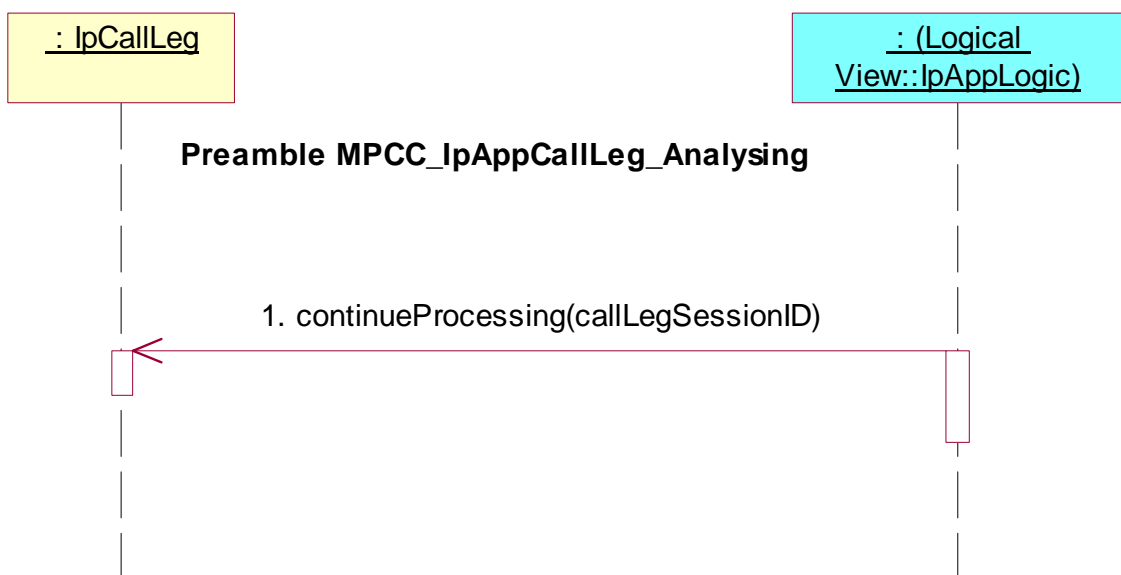 : IpCallLeg
: (Logical
View::IpAppLogic)
Preamble MPCC_IpAppCallLeg_Analysing
1. continueProcessing(callLegSessionID)